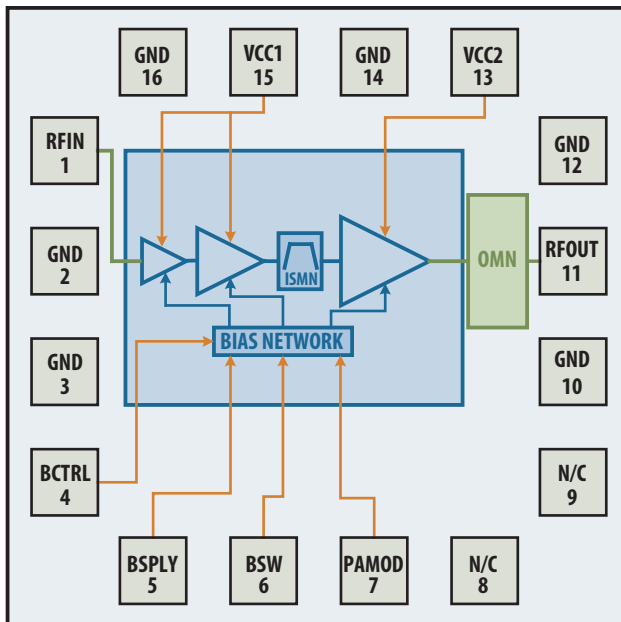 GND
16
VCC1
15
GND
14
VCC2
13
RFIN
1
GND
12
GND
2
ISMN
OMN
RFOUT
11
BIAS NETWORK
GND
3
GND
10
BCTRL
4
N/C
9
BSPLY
5
BSW
6
PAMOD
7
N/C
8